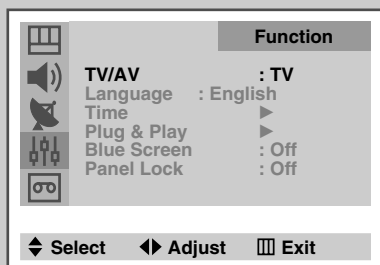 Function
TV/AV : TV
Language : English
Time ►
Plug & Play ►
Blue Screen : Off
Panel Lock : Off
Select Adjust Exit